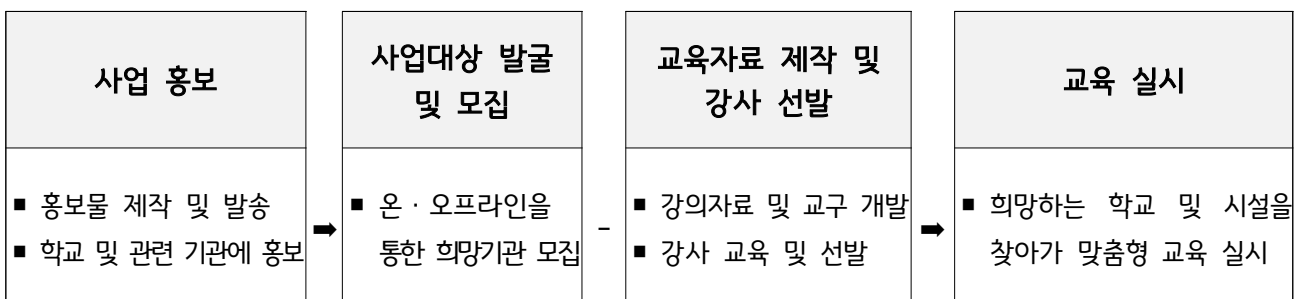 사업 홍보
■ 홍보물 제작 및 발송
■ 학교 및 관련 기관에 홍보
➡
사업대상 발굴
및 모집
■ 온·오프라인을
통한 희망기관 모집
-
교육자료 제작 및
강사 선발
■ 강의자료 및 교구 개발
■ 강사 교육 및 선발
➡
교육 실시
■ 희망하는 학교 및 시설을
찾아가 맞춤형 교육 실시